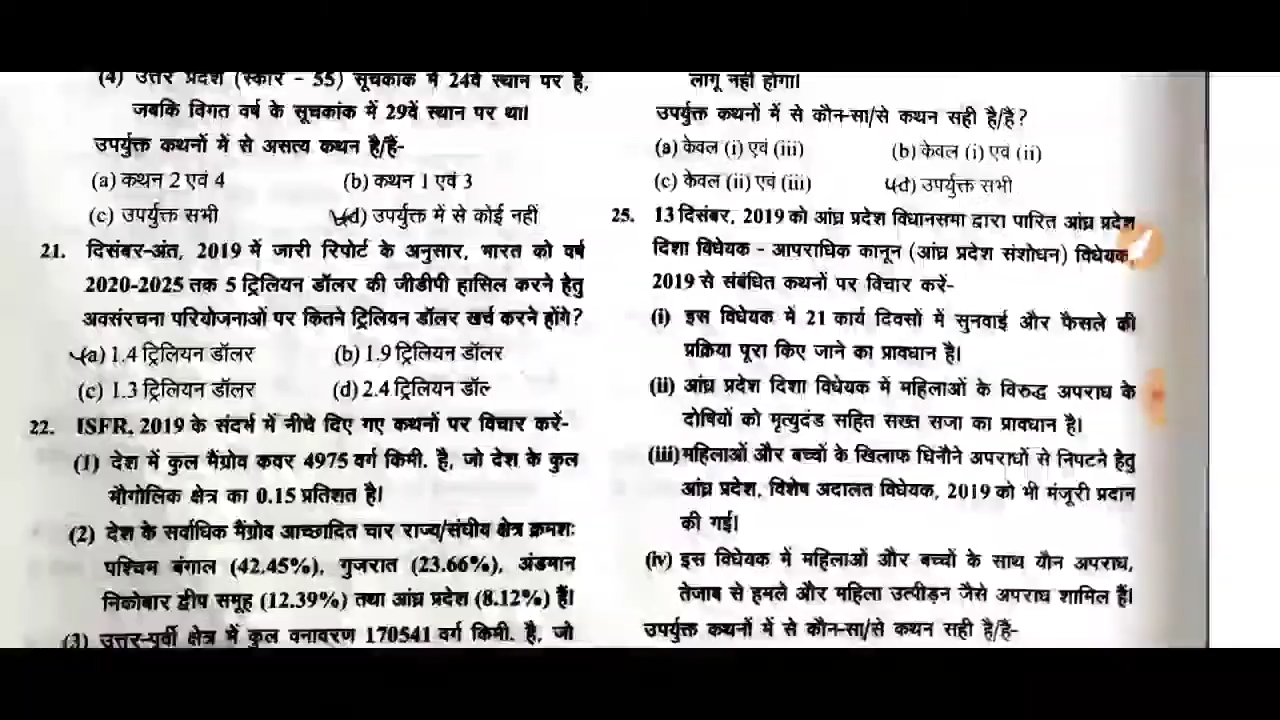 (4) उत्तर प्रदेश (स्कोर - 55) सूचकांक में 24वें स्थान पर है,
जबकि विगत वर्ष के सूचकांक में 29वें स्थान पर था।
उपर्युक्त कथनों में से असत्य कथन है/हैं-
(a) कथन 2 एवं 4 (b) कथन 1 एवं 3
(c) उपर्युक्त सभी (d) उपर्युक्त में से कोई नहीं
21. दिसंबर-अंत, 2019 में जारी रिपोर्ट के अनुसार, भारत को वर्ष
2020-2025 तक 5 ट्रिलियन डॉलर की जीडीपी हासिल करने हेतु
अवसंरचना परियोजनाओं पर कितने ट्रिलियन डॉलर खर्च करने होंगे?
(a) 1.4 ट्रिलियन डॉलर (b) 1.9 ट्रिलियन डॉलर
(c) 1.3 ट्रिलियन डॉलर (d) 2.4 ट्रिलियन डॉल
22. ISFR, 2019 के संदर्भ में नीचे दिए गए कथनों पर विचार करें-
(1) देश में कुल मैंग्रोव कवर 4975 वर्ग किमी. है, जो देश के कुल
भौगोलिक क्षेत्र का 0.15 प्रतिशत है।
(2) देश के सर्वाधिक मैंग्रोव आच्छादित चार राज्य/संघीय क्षेत्र क्रमशः
पश्चिम बंगाल (42.45%), गुजरात (23.66%), अंडमान
निकोबार द्वीप समूह (12.39%) तथा आंध्र प्रदेश (8.12%) हैं।
(3) उत्तर-पूर्वी क्षेत्र में कुल वनावरण 170541 वर्ग किमी. है, जो
लागू नहीं होगा।
उपर्युक्त कथनों में से कौन-सा/से कथन सही है/हैं?
(a) केवल (i) एवं (iii) (b) केवल (i) एवं (ii)
(c) केवल (ii) एवं (iii) (d) उपर्युक्त सभी
25. 13 दिसंबर, 2019 को आंध्र प्रदेश विधानसभा द्वारा पारित आंध्र प्रदेश
दिशा विधेयक - आपराधिक कानून (आंध्र प्रदेश संशोधन) विधेयक,
2019 से संबंधित कथनों पर विचार करें-
(i) इस विधेयक में 21 कार्य दिवसों में सुनवाई और फैसले की
प्रक्रिया पूरा किए जाने का प्रावधान है।
(ii) आंध्र प्रदेश दिशा विधेयक में महिलाओं के विरुद्ध अपराध के
दोषियों को मृत्युदंड सहित सख्त सजा का प्रावधान है।
(iii) महिलाओं और बच्चों के खिलाफ घिनौने अपराधों से निपटने हेतु
आंध्र प्रदेश, विशेष अदालत विधेयक, 2019 को भी मंजूरी प्रदान
की गई।
(iv) इस विधेयक में महिलाओं और बच्चों के साथ यौन अपराध,
तेजाब से हमले और महिला उत्पीड़न जैसे अपराध शामिल हैं।
उपर्युक्त कथनों में से कौन-सा/से कथन सही है/हैं-